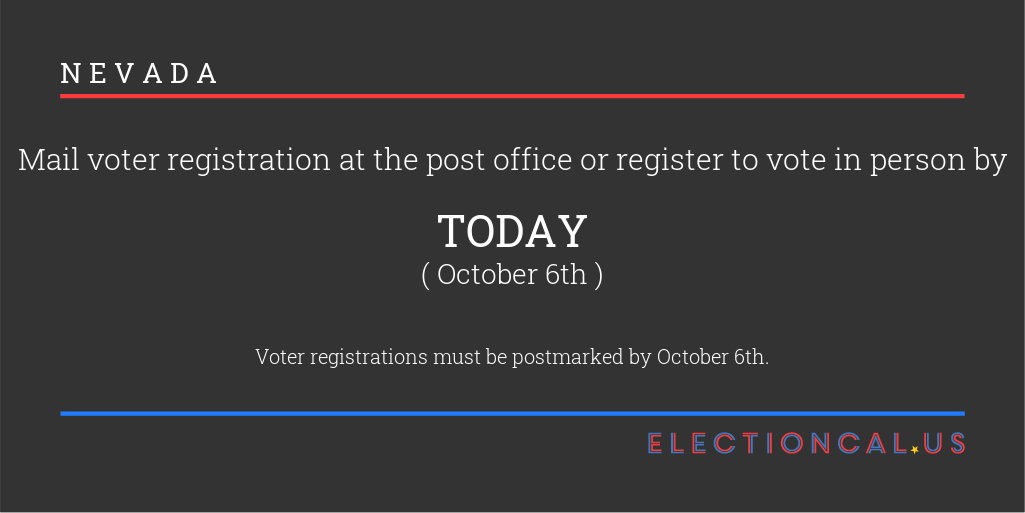 NEVADA
Mail voter registration at the post office or register to vote in person by
TODAY
( October 6th )
Voter registrations must be postmarked by October 6th.
ELECTIONCAL.US